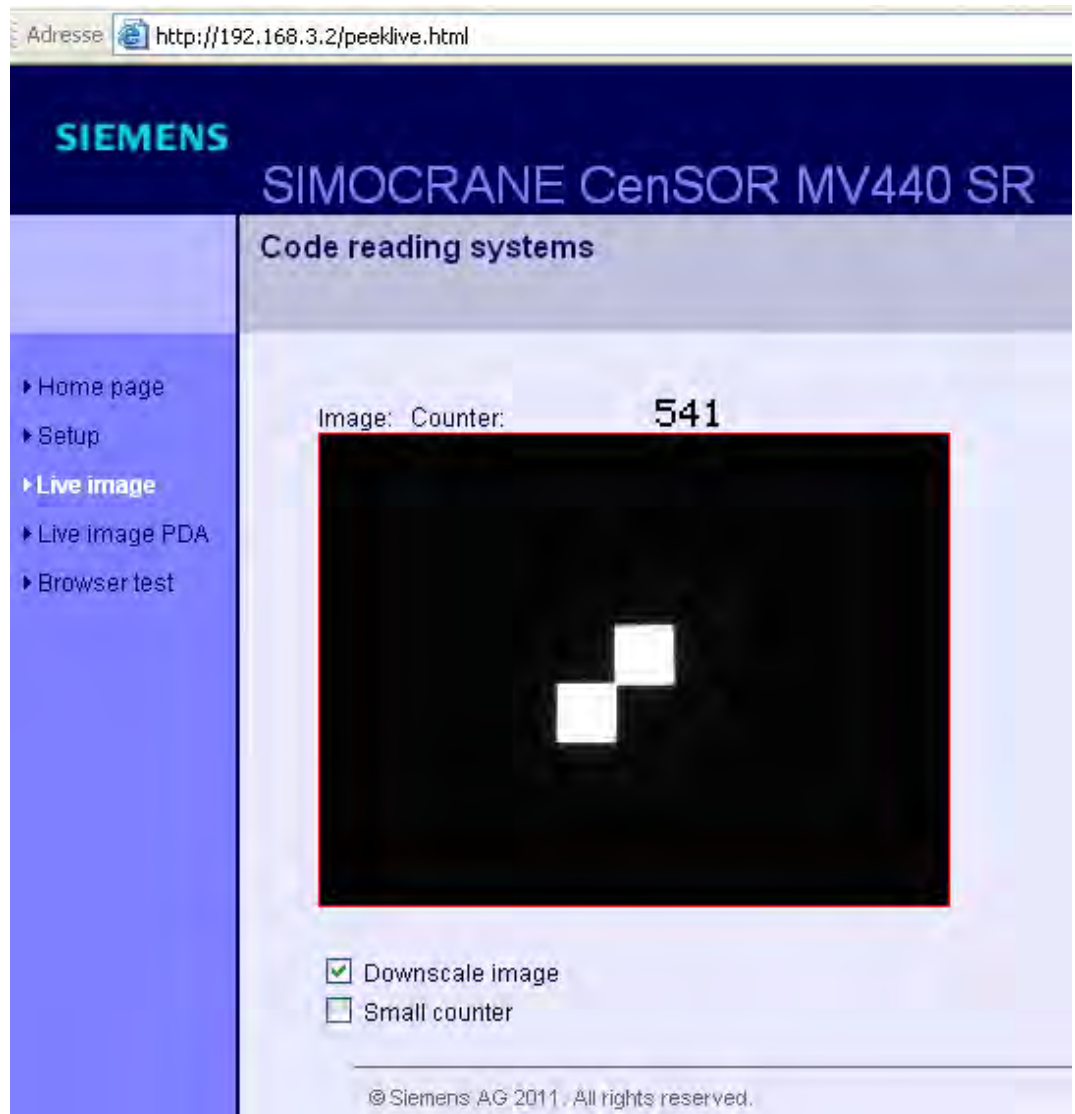 Adresse http://192.168.3.2/peeklive.html
SIEMENS
SIMOCRANE CenSOR MV440 SR
Code reading systems
Home page
Setup
Live image
Live image PDA
Browser test
Image: Counter: 541
Downscale image
Small counter
© Siemens AG 2011. All rights reserved.